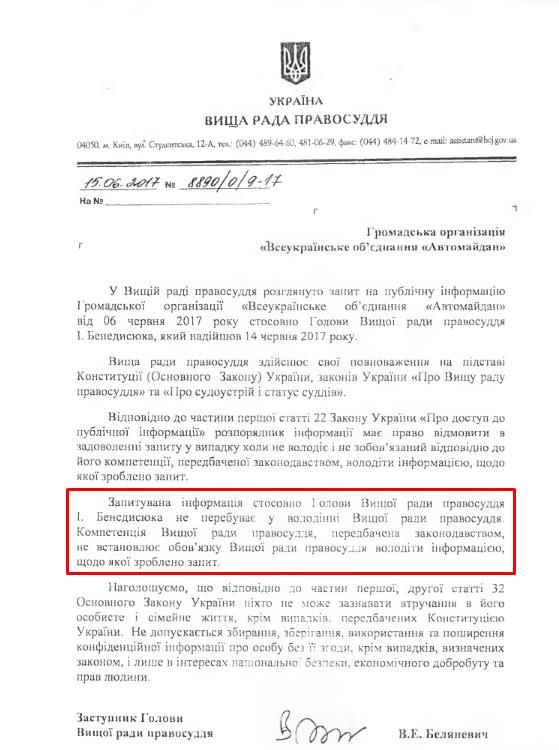 УКРАЇНА
ВИЩА РАДА ПРАВОСУДДЯ
04050, м. Київ, вул. Студентська, 12-А, тел.: (044) 489-64-60, 481-06-29, факс: (044) 484-14 72, e-mail: assistant@hcj.gov.ua
15.06.2017 № 8890/0/9-17
На №
Громадська організація
«Всеукраїнське об’єднання «Автомайдан»
У Вищій раді правосуддя розглянуто запит на публічну інформацію
Громадської організації «Всеукраїнське об’єднання «Автомайдан»
від 06 червня 2017 року стосовно Голови Вищої ради правосуддя
І. Бенедисюка, який надійшов 14 червня 2017 року.
Вища ради правосуддя здійснює свої повноваження на підставі
Конституції (Основного Закону) України, законів України «Про Вищу раду
правосуддя» та «Про судоустрій і статус суддів».
Відповідно до частини першої статті 22 Закону України «Про доступ до
публічної інформації» розпорядник інформації має право відмовити в
задоволенні запиту у випадку коли не володіє і не зобов’язаний відповідно до
його компетенції, передбаченої законодавством, володіти інформацією, щодо
якої зроблено запит.
Запитувана інформація стосовно Голови Вищої ради правосуддя
І. Бенедисюка не перебуває у володінні Вищої ради правосуддя.
Компетенція Вищої ради правосуддя, передбачена законодавством,
не встановлює обов’язку Вищої ради правосуддя володіти інформацією,
щодо якої зроблено запит.
Наголошуємо, що відповідно до частин першої, другої статті 32
Основного Закону України ніхто не може зазнавати втручання в його
особисте і сімейне життя, крім випадків, передбачених Конституцією
України. Не допускається збирання, зберігання, використання та поширення
конфіденційної інформації про особу без її згоди, крім випадків, визначених
законом, і лише в інтересах національної безпеки, економічного добробуту та
прав людини.
Заступник Голови
Вищої ради правосуддя В.Е. Беляневич